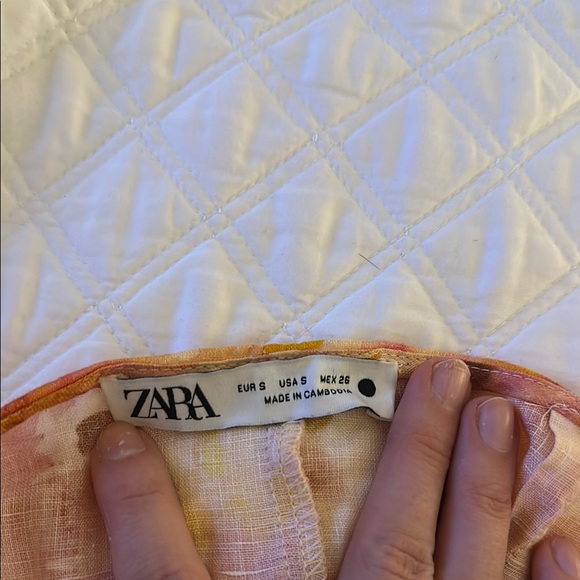 ZARA
EUR S USA S MEX 26
MADE IN CAMBODIA